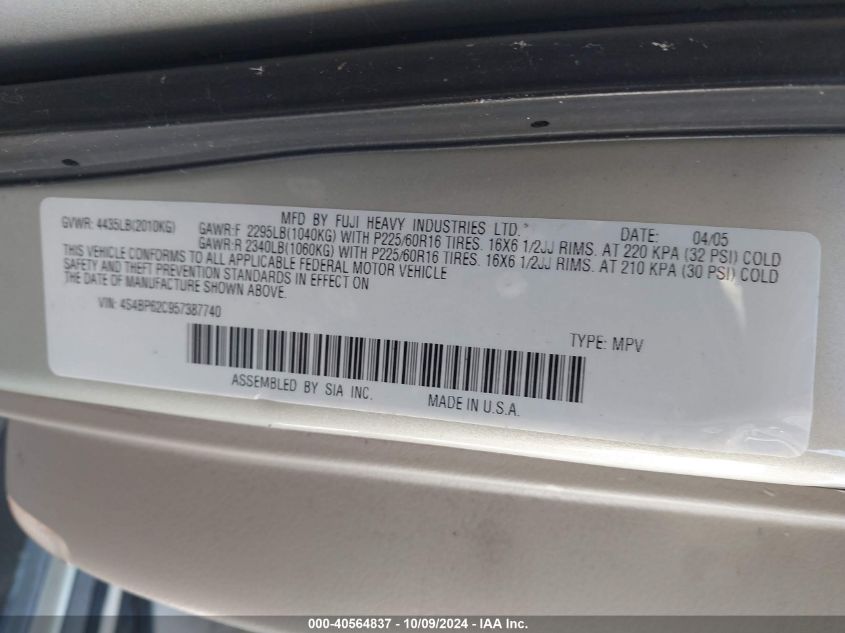 MFD BY FUJI HEAVY INDUSTRIES LTD. DATE: 04/05
GVWR: 4435LB(2010KG) GAWR:F 2295LB(1040KG) WITH P225/60R16 TIRES. 16X6 1/2JJ RIMS. AT 220 KPA (32 PSI) COLD
GAWR:R 2340LB(1060KG) WITH P225/60R16 TIRES. 16X6 1/2JJ RIMS. AT 210 KPA (30 PSI) COLD
THIS VEHICLE CONFORMS TO ALL APPLICABLE FEDERAL MOTOR VEHICLE
SAFETY AND THEFT PREVENTION STANDARDS IN EFFECT ON
THE DATE OF MANUFACTURE SHOWN ABOVE.
VIN: 4S4BP62C957387740 TYPE: MPV
ASSEMBLED BY SIA INC. MADE IN U.S.A.
000-40564837 - 10/09/2024 - IAA Inc.